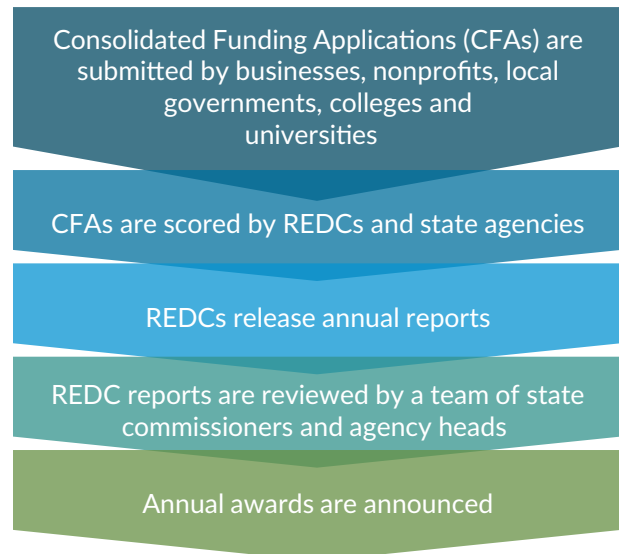 Consolidated Funding Applications (CFAs) are
submitted by businesses, nonprofits, local
governments, colleges and
universities
CFAs are scored by REDCs and state agencies
REDCs release annual reports
REDC reports are reviewed by a team of state
commissioners and agency heads
Annual awards are announced